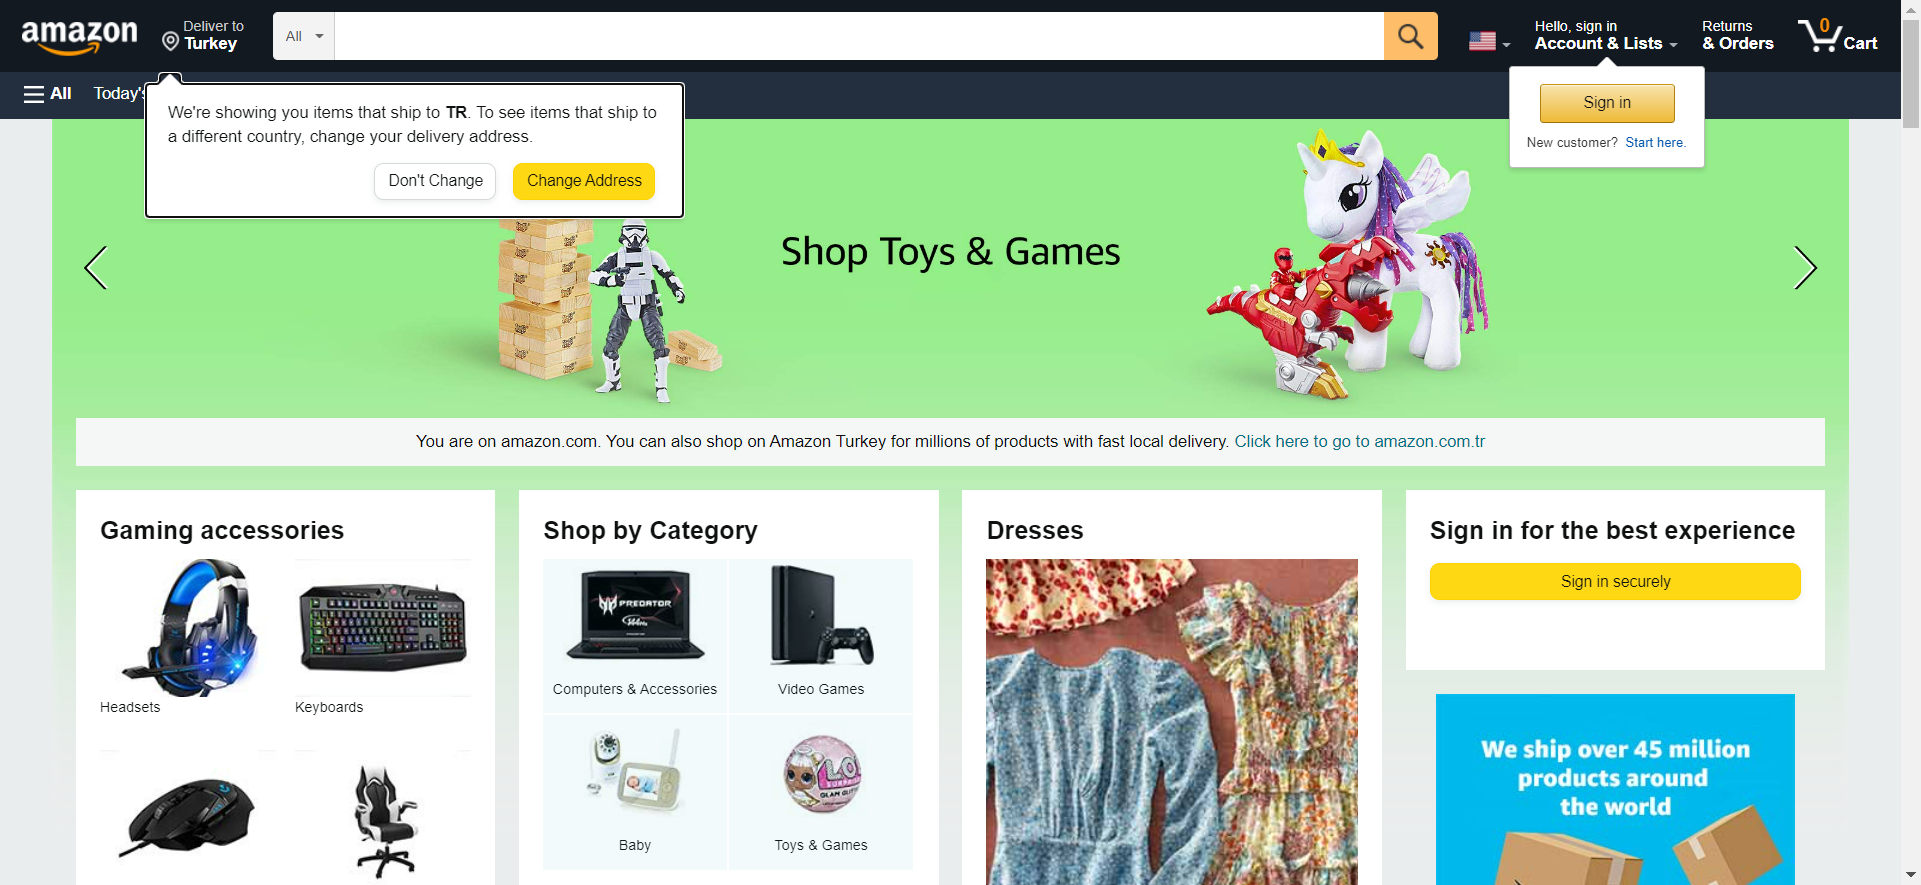 amazon
Deliver to
Turkey
All
Hello, sign in
Account & Lists
Returns
& Orders
0
Cart
All
Today's
We're showing you items that ship to TR. To see items that ship to
a different country, change your delivery address.
Don't Change
Change Address
Sign in
New customer? Start here.
Shop Toys & Games
You are on amazon.com. You can also shop on Amazon Turkey for millions of products with fast local delivery. Click here to go to amazon.com.tr
Gaming accessories
Headsets
Keyboards
Shop by Category
PREDATOR
144Hz
Computers & Accessories
Video Games
Baby
Toys & Games
Dresses
Sign in for the best experience
Sign in securely
We ship over 45 million
products around
the world